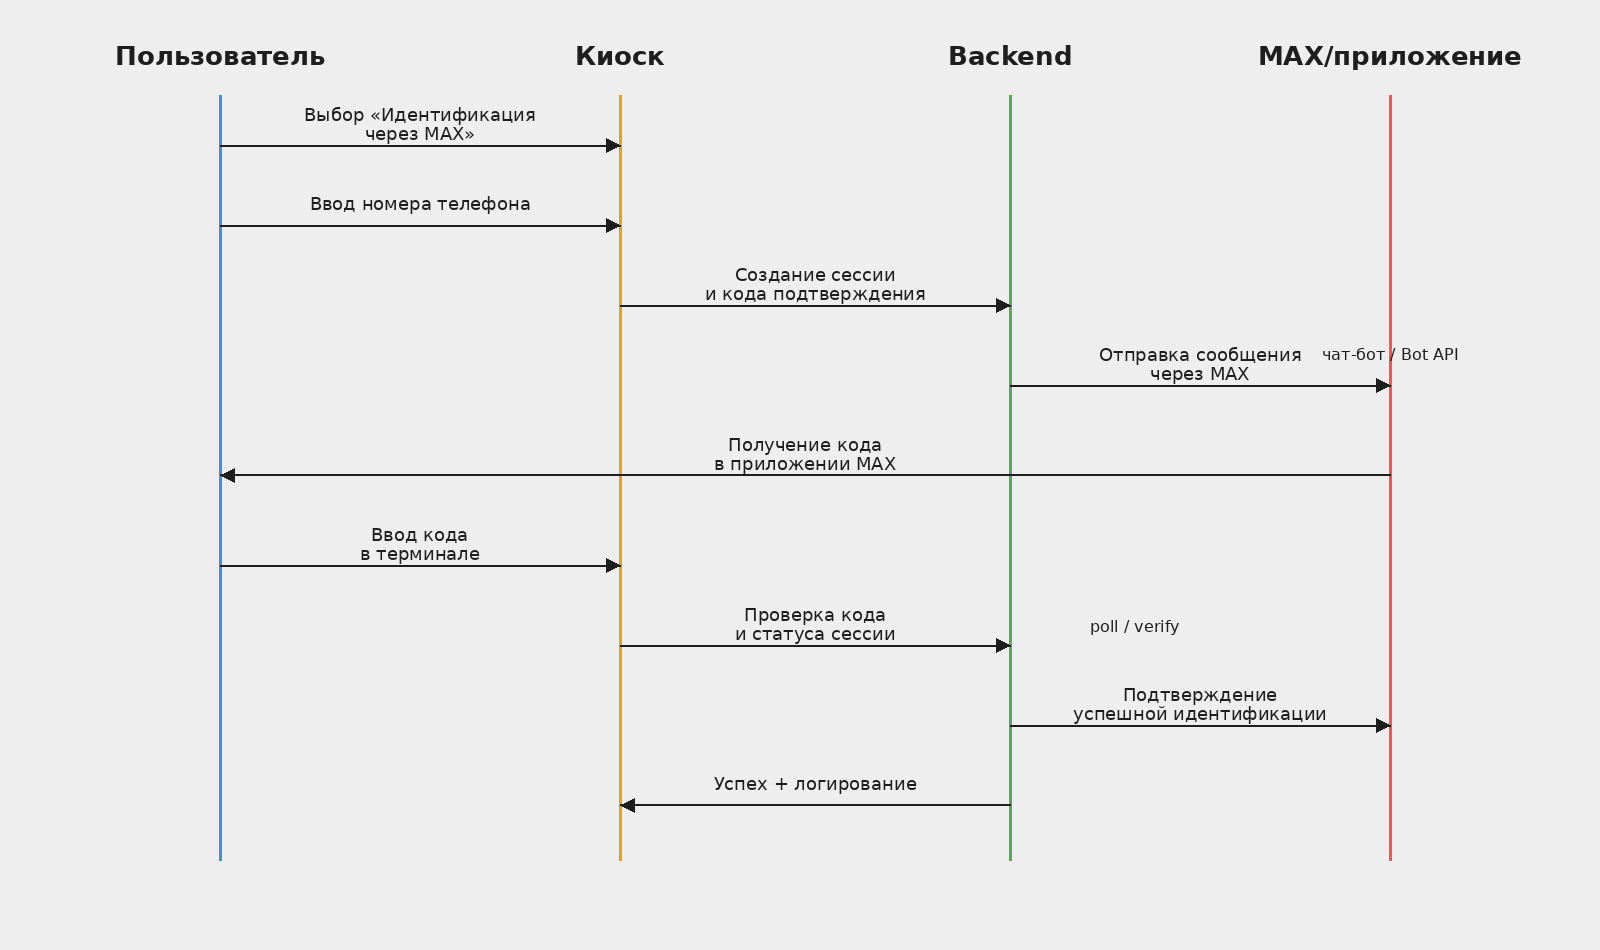 Пользователь
Киоск
Backend
MAX/приложение
Выбор «Идентификация
через MAX»
Ввод номера телефона
Создание сессии
и кода подтверждения
Отправка сообщения
через MAX
чат-бот / Bot API
Получение кода
в приложении MAX
Ввод кода
в терминале
Проверка кода
и статуса сессии
poll / verify
Подтверждение
успешной идентификации
Успех + логирование